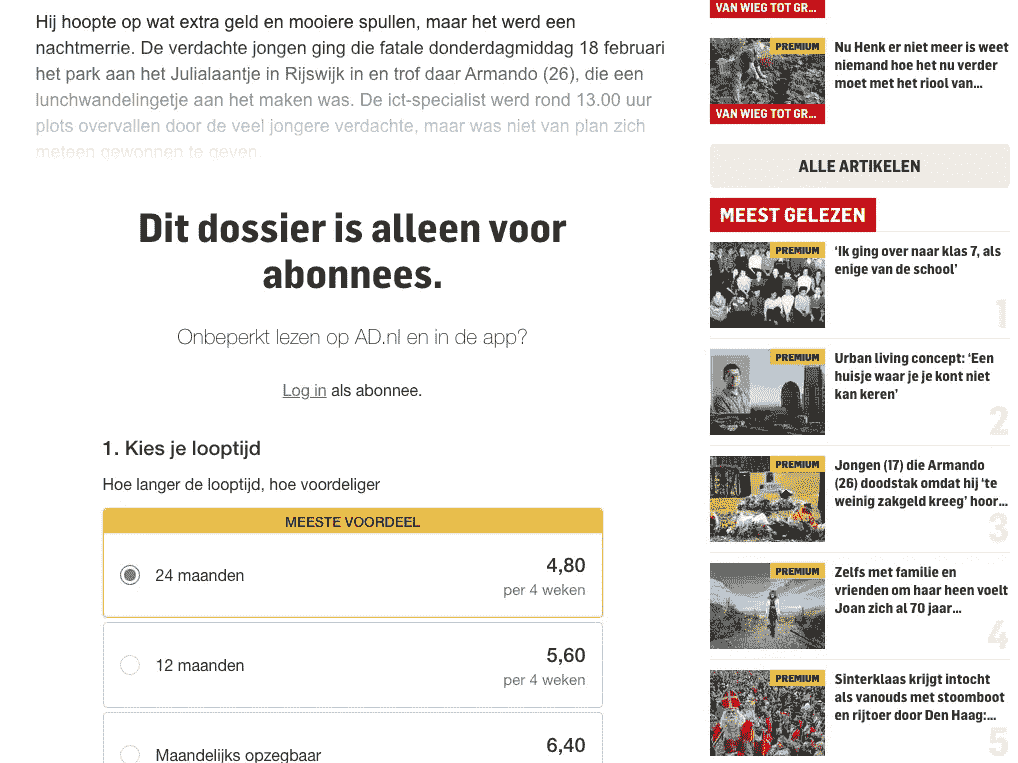 Hij hoopte op wat extra geld en mooiere spullen, maar het werd een
nachtmerrie. De verdachte jongen ging die fatale donderdagmiddag 18 februari
het park aan het Julialaantje in Rijswijk in en trof daar Armando (26), die een
lunchwandelingetje aan het maken was. De ict-specialist werd rond 13.00 uur
plots overvallen door de veel jongere verdachte, maar was niet van plan zich
meteen gewonnen te geven.
Dit dossier is alleen voor
abonnees.
Onbeperkt lezen op AD.nl en in de app?
Log in als abonnee.
1. Kies je looptijd
Hoe langer de looptijd, hoe voordeliger
MEESTE VOORDEEL
24 maanden
4,80
per 4 weken
12 maanden
5,60
per 4 weken
Maandelijks opzegbaar
6,40
VAN WIEG TOT GR...
PREMIUM
VAN WIEG TOT GR...
Nu Henk er niet meer is weet
niemand hoe het nu verder
moet met het riool van...
ALLE ARTIKELEN
MEEST GELEZEN
PREMIUM
'Ik ging over naar klas 7, als
enige van de school'
1
PREMIUM
Urban living concept: 'Een
huisje waar je je kont niet
kan keren'
2
PREMIUM
Jongen (17) die Armando
(26) doodstak omdat hij 'te
weinig zakgeld kreeg' hoor...
3
PREMIUM
Zelfs met familie en
vrienden om haar heen voelt
Joan zich al 70 jaar...
4
PREMIUM
Sinterklaas krijgt intocht
als vanouds met stoomboot
en rijtoer door Den Haag:...
5